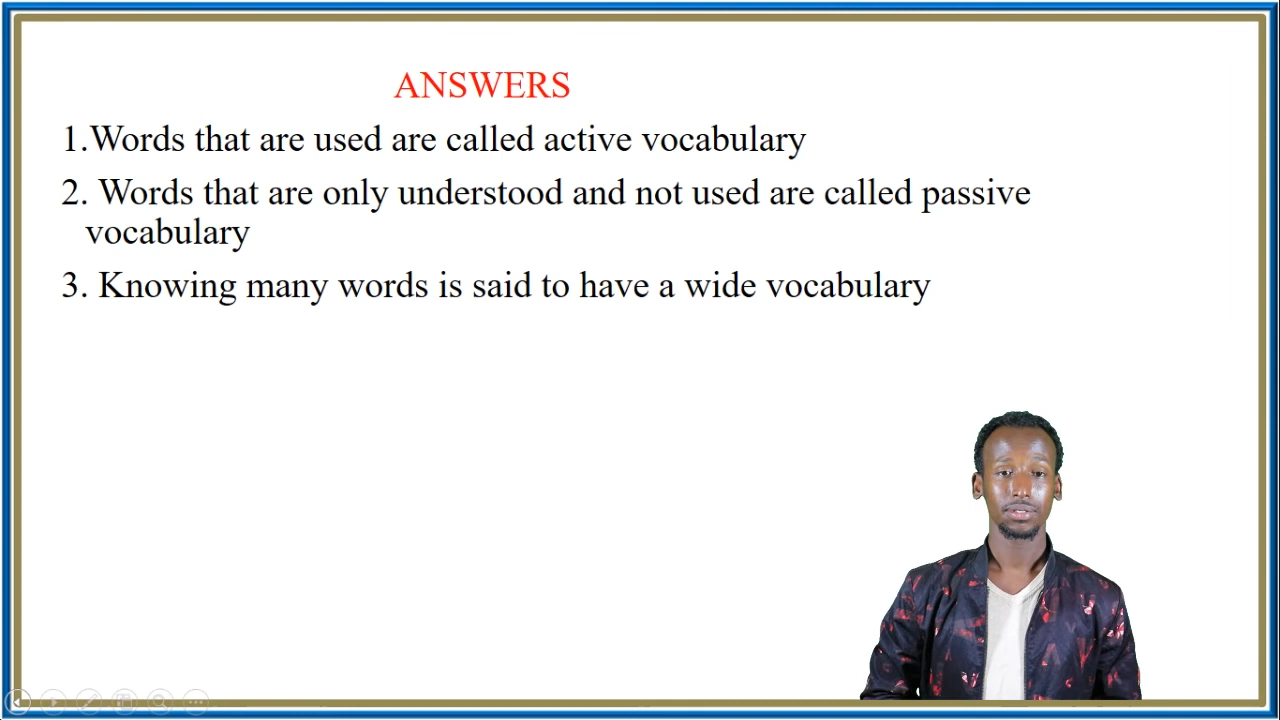 ANSWERS
1.Words that are used are called active vocabulary
2. Words that are only understood and not used are called passive
vocabulary
3. Knowing many words is said to have a wide vocabulary